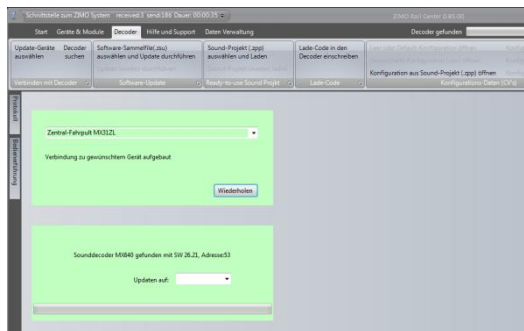 Schnittstelle zum ZIMO System received:3 send:186 Dauer: 00:00:35
ZIMO Rail Center 0.85.00
Start Geräte & Module Decoder Hilfe und Support Daten Verwaltung
Decoder gefunden
Update-Geräte auswählen
Decoder suchen
Verbinden mit Decoder
Software-Sammelfile(.zsu) auswählen und Update durchführen
Software-Update
Sound-Projekt (.zpp) auswählen und Laden
Ready-to-use Sound Projekt
Lade-Code in den Decoder einschreiben
Lade-Code
Konfiguration aus Sound-Projekt (.zpp) öffnen
Konfigurations-Daten (CV's)
Protokoll
Bedienerführung
Zentral-Fahrpult MX31ZL
Verbindung zu gewünschtem Gerät aufgebaut
Wiederholen
Sounddecoder MX640 gefunden mit SW 26.21, Adresse:53
Updaten auf: